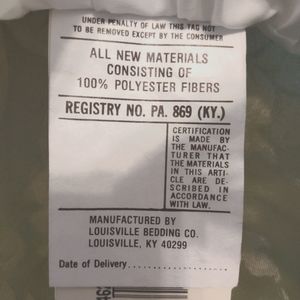 UNDER PENALTY OF LAW THIS TAG NOT
TO BE REMOVED EXCEPT BY THE CONSUMER
ALL NEW MATERIALS
CONSISTING OF
100% POLYESTER FIBERS
REGISTRY NO. PA. 869 (KY.)
CERTIFICATION
IS MADE BY
THE MANUFAC-
TURER THAT
THE MATERIALS
IN THIS ARTI-
CLE ARE DE-
SCRIBED IN
ACCORDANCE
WITH LAW.
MANUFACTURED BY
LOUISVILLE BEDDING CO.
LOUISVILLE, KY 40299
Date of Delivery....................